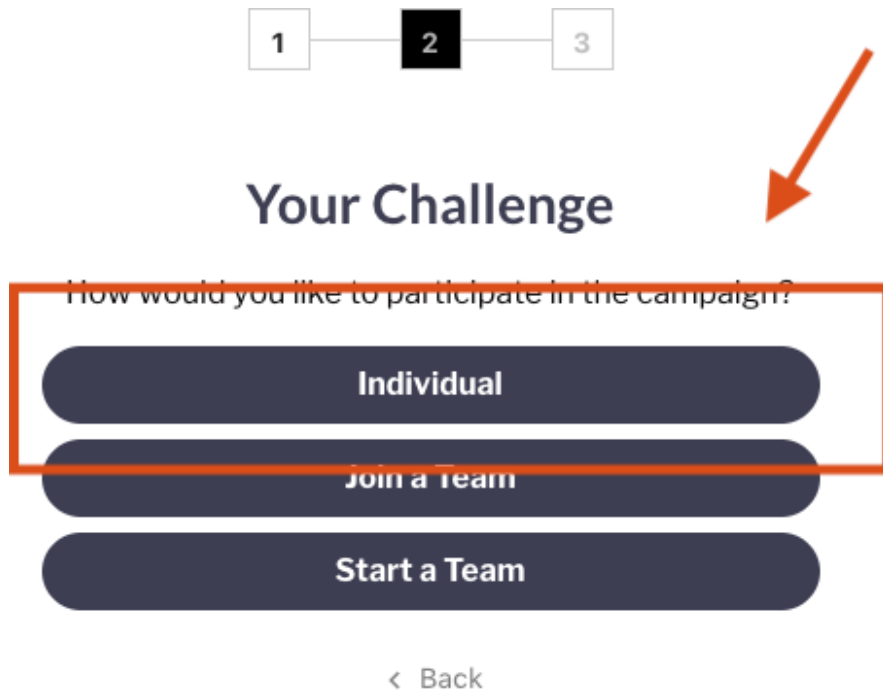 1 2 3
Your Challenge
How would you like to participate in the campaign?
Individual
Join a Team
Start a Team
< Back